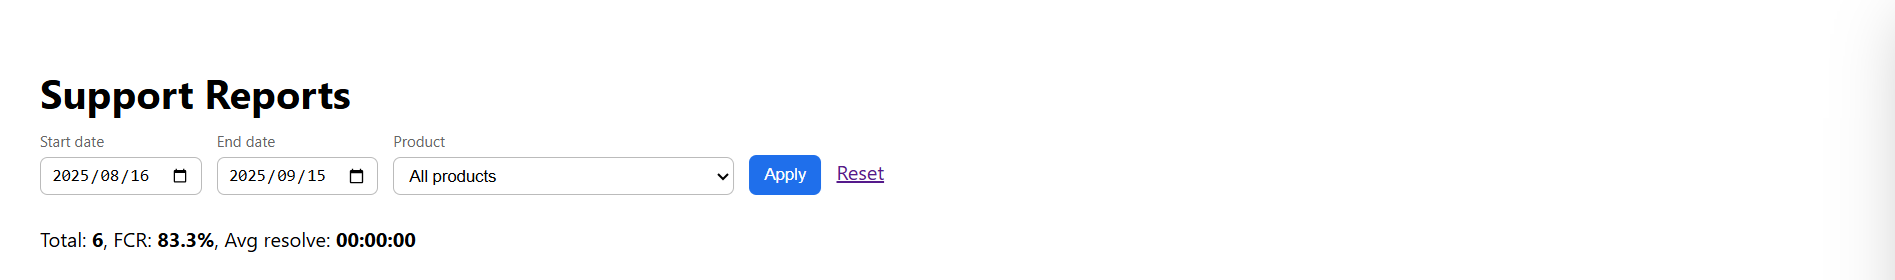 Support Reports
Start date End date Product
2025/08/16 2025/09/15 All products Apply Reset
Total: 6, FCR: 83.3%, Avg resolve: 00:00:00